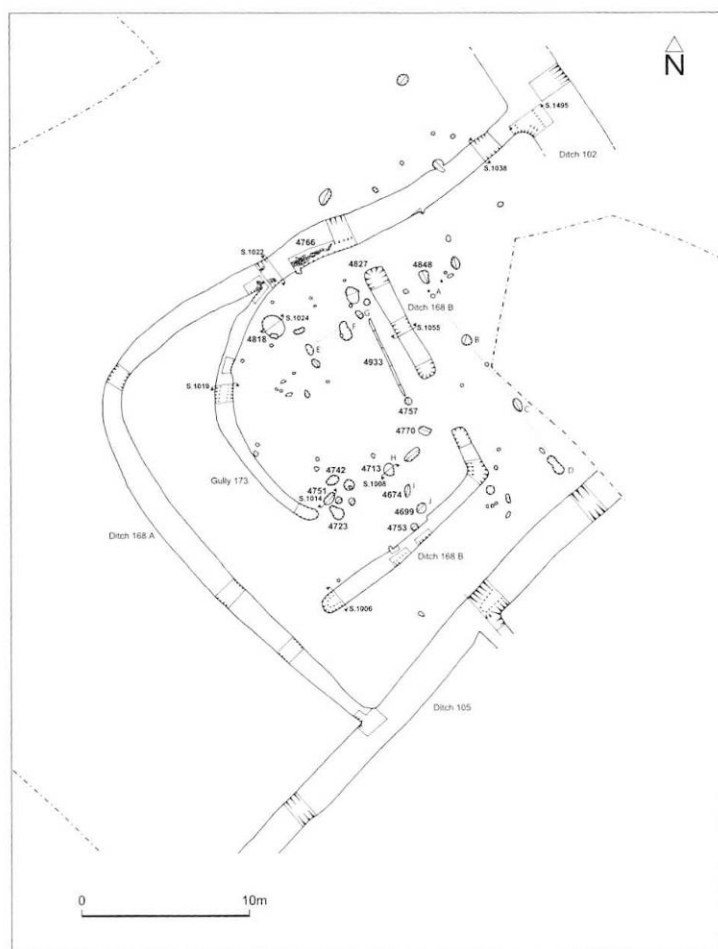 N
S.1495
Ditch 102
S.1038
S.1022
4766
4827
4848
A
Ditch 168 B
S.1024
G
F
4818
S.1055
B
E
4933
S.1019
4757
C
4770
4742
H
4713
S.1008
D
Gully 173
4751
S.1014
4674
I
4723
4699
J
4753
Ditch 168 A
Ditch 168 B
S.1006
Ditch 105
0
10m